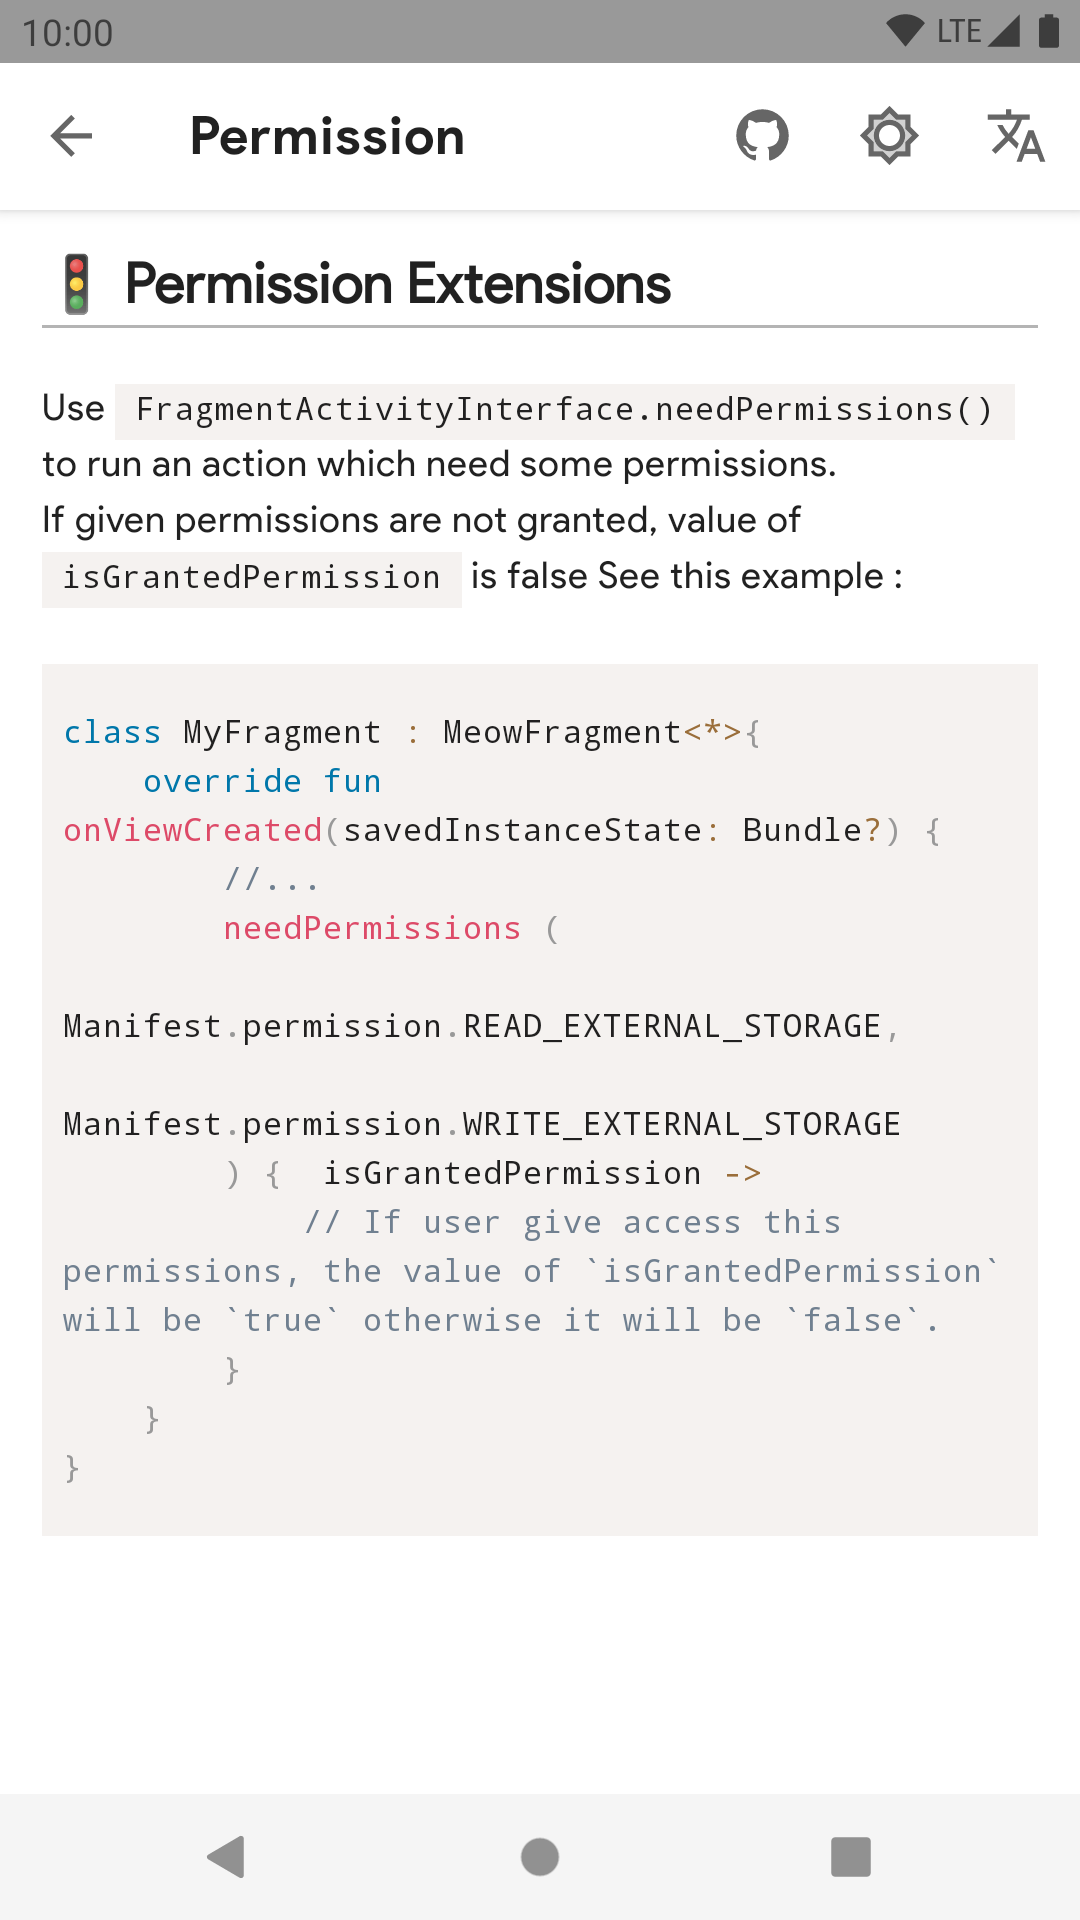 10:00 LTE
Permission
Permission Extensions
Use FragmentActivityInterface.needPermissions()
to run an action which need some permissions.
If given permissions are not granted, value of
isGrantedPermission is false See this example :
class MyFragment : MeowFragment<*>{
    override fun
onViewCreated(savedInstanceState: Bundle?) {
        //...
        needPermissions (
Manifest.permission.READ_EXTERNAL_STORAGE,
Manifest.permission.WRITE_EXTERNAL_STORAGE
        ) {  isGrantedPermission ->
            // If user give access this
permissions, the value of `isGrantedPermission`
will be `true` otherwise it will be `false`.
        }
    }
}